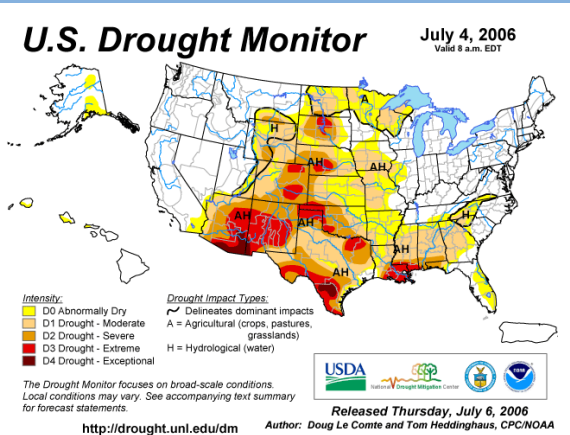 U.S. Drought Monitor
July 4, 2006
Valid 8 a.m. EDT
A
H
AH
AH
AH
AH
H
AH
AH
Intensity:
D0 Abnormally Dry
D1 Drought - Moderate
D2 Drought - Severe
D3 Drought - Extreme
D4 Drought - Exceptional
Drought Impact Types:
Delineates dominant impacts
A = Agricultural (crops, pastures,
grasslands)
H = Hydrological (water)
The Drought Monitor focuses on broad-scale conditions.
Local conditions may vary. See accompanying text summary
for forecast statements.
http://drought.unl.edu/dm
USDA
National Drought Mitigation Center
Released Thursday, July 6, 2006
Author: Doug Le Comte and Tom Heddinghaus, CPC/NOAA